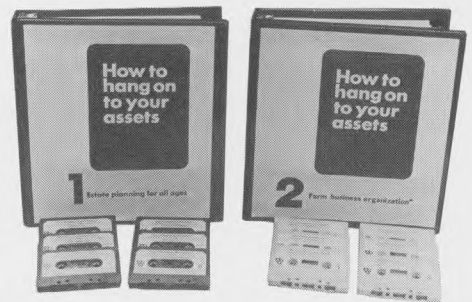 How to
hang on
to your
assets
1 Estate planning for all ages
How to
hang on
to your
assets
2 Farm business organization*